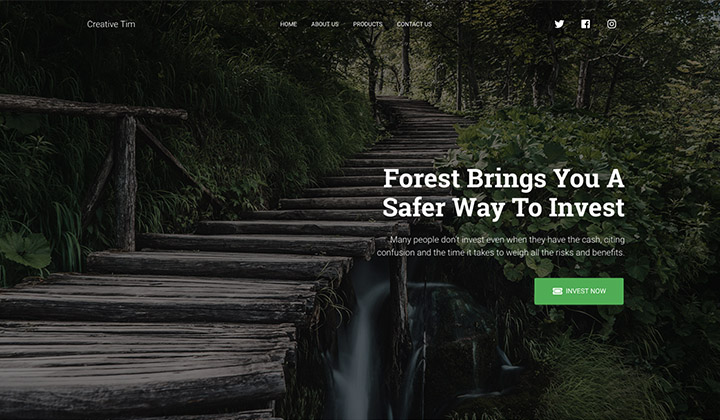 Creative Tim
HOME ABOUT US PRODUCTS CONTACT US
Forest Brings You A
Safer Way To Invest
Many people don't invest even when they have the cash, citing
confusion and the time it takes to weigh all the risks and benefits.
INVEST NOW